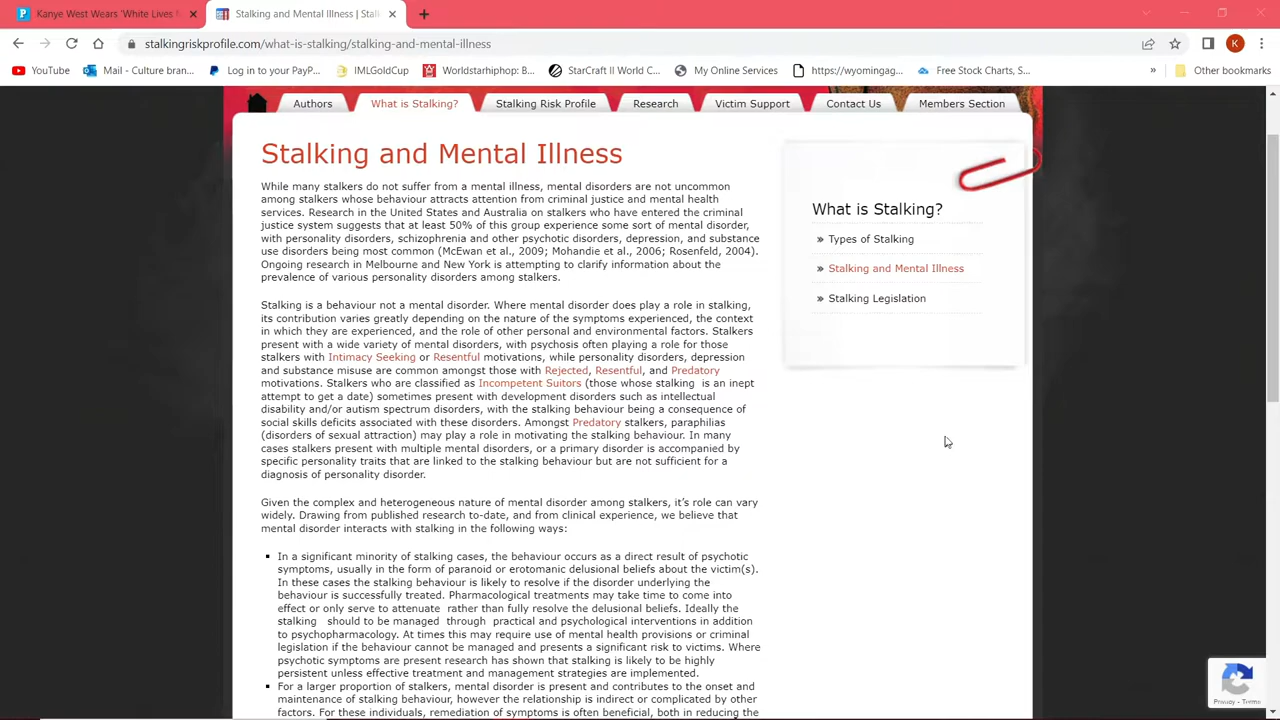 Kanye West Wears 'White Lives
Stalking and Mental Illness | Stal
stalkingriskprofile.com/what-is-stalking/stalking-and-mental-illness
K
YouTube
Mail - Culture bran...
Log in to your PayP...
IMLGoldCup
Worldstarhiphop: B...
StarCraft II World C...
My Online Services
https://wyomingag...
Free Stock Charts, S...
»
Other bookmarks
Authors
What is Stalking?
Stalking Risk Profile
Research
Victim Support
Contact Us
Members Section
Stalking and Mental Illness
While many stalkers do not suffer from a mental illness, mental disorders are not uncommon
among stalkers whose behaviour attracts attention from criminal justice and mental health
services. Research in the United States and Australia on stalkers who have entered the criminal
justice system suggests that at least 50% of this group experience some sort of mental disorder,
with personality disorders, schizophrenia and other psychotic disorders, depression, and substance
use disorders being most common (McEwan et al., 2009; Mohandie et al., 2006; Rosenfeld, 2004).
Ongoing research in Melbourne and New York is attempting to clarify information about the
prevalence of various personality disorders among stalkers.
Stalking is a behaviour not a mental disorder. Where mental disorder does play a role in stalking,
its contribution varies greatly depending on the nature of the symptoms experienced, the context
in which they are experienced, and the role of other personal and environmental factors. Stalkers
present with a wide variety of mental disorders, with psychosis often playing a role for those
stalkers with Intimacy Seeking or Resentful motivations, while personality disorders, depression
and substance misuse are common amongst those with Rejected, Resentful, and Predatory
motivations. Stalkers who are classified as Incompetent Suitors (those whose stalking is an inept
attempt to get a date) sometimes present with development disorders such as intellectual
disability and/or autism spectrum disorders, with the stalking behaviour being a consequence of
social skills deficits associated with these disorders. Amongst Predatory stalkers, paraphilias
(disorders of sexual attraction) may play a role in motivating the stalking behaviour. In many
cases stalkers present with multiple mental disorders, or a primary disorder is accompanied by
specific personality traits that are linked to the stalking behaviour but are not sufficient for a
diagnosis of personality disorder.
Given the complex and heterogeneous nature of mental disorder among stalkers, it's role can vary
widely. Drawing from published research to-date, and from clinical experience, we believe that
mental disorder interacts with stalking in the following ways:
In a significant minority of stalking cases, the behaviour occurs as a direct result of psychotic
symptoms, usually in the form of paranoid or erotomanic delusional beliefs about the victim(s).
In these cases the stalking behaviour is likely to resolve if the disorder underlying the
behaviour is successfully treated. Pharmacological treatments may take time to come into
effect or only serve to attenuate rather than fully resolve the delusional beliefs. Ideally the
stalking should to be managed through practical and psychological interventions in addition
to psychopharmacology. At times this may require use of mental health provisions or criminal
legislation if the behaviour cannot be managed and presents a significant risk to victims. Where
psychotic symptoms are present research has shown that stalking is likely to be highly
persistent unless effective treatment and management strategies are implemented.
For a larger proportion of stalkers, mental disorder is present and contributes to the onset and
maintenance of stalking behaviour, however the relationship is indirect or complicated by other
factors. For these individuals, remediation of symptoms is often beneficial, both in reducing the
What is Stalking?
» Types of Stalking
» Stalking and Mental Illness
» Stalking Legislation
Privacy - Terms